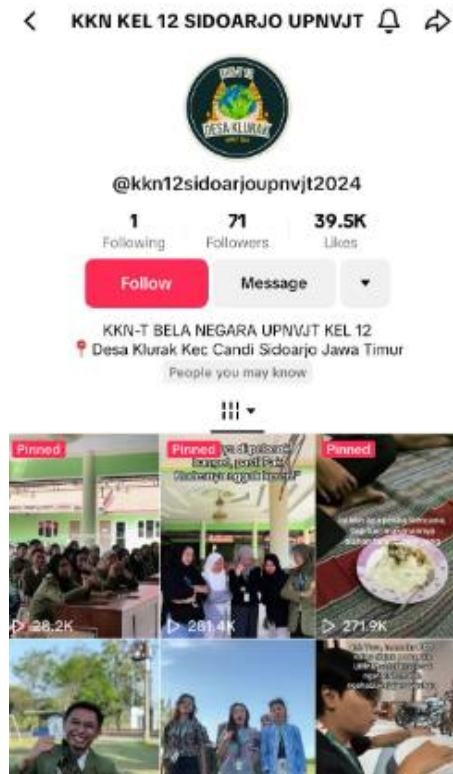 KKN KEL 12 SIDOARJO UPNVJT
DESA KLURAK
@kkn12sidoarjoupnvjt2024
1 71 39.5K
Following Followers Likes
Follow Message
KKN-T BELA NEGARA UPNVJT KEL 12
Desa Klurak Kec Candi Sidoarjo Jawa Timur
People you may know
Pinned Pinned Pinned
28.2K 281.4K 271.9K